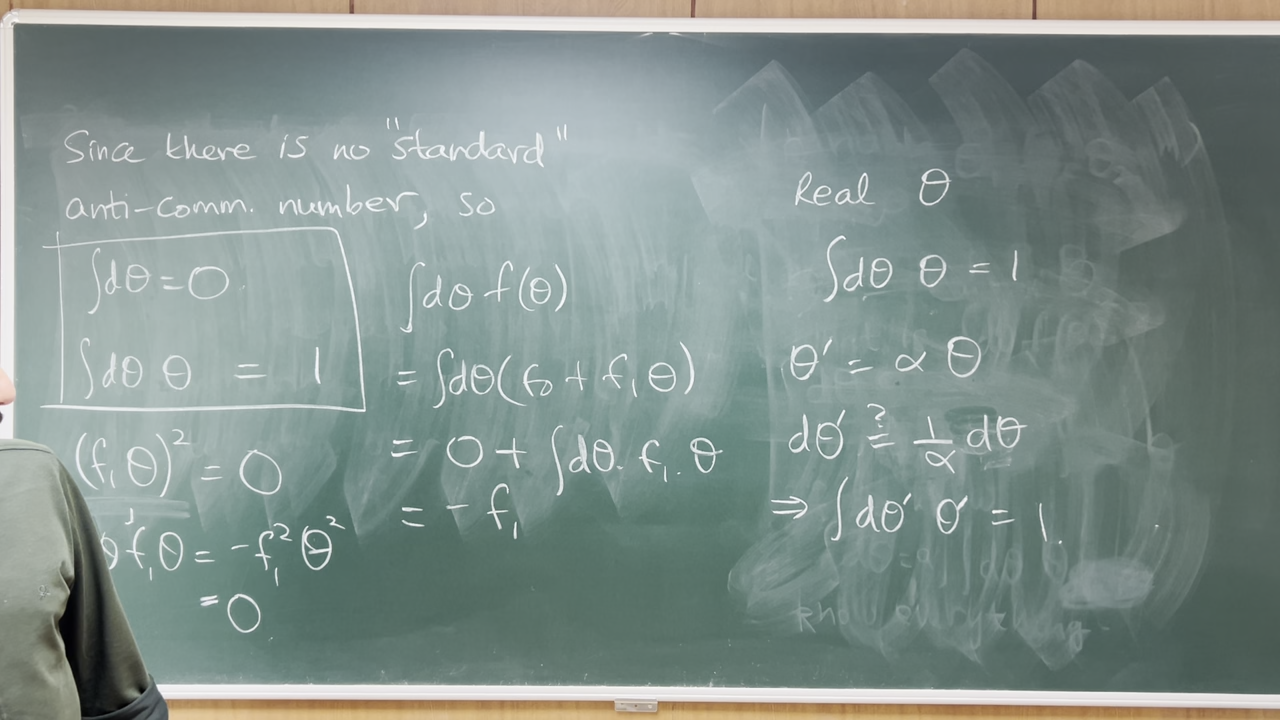 Since there is no "standard"
anti-comm. number, so
∫dθ = 0
∫dθ θ = 1
(f₁θ)² = 0
θ f₁θ = -f₁²θ²
= 0
∫dθ f(θ)
= ∫dθ(f₀ + f₁θ)
= 0 + ∫dθ. f₁. θ
= - f₁
Real θ
∫dθ θ = 1
θ' = α θ
dθ' ≟ 1/α dθ
⇒ ∫dθ' θ' = 1.